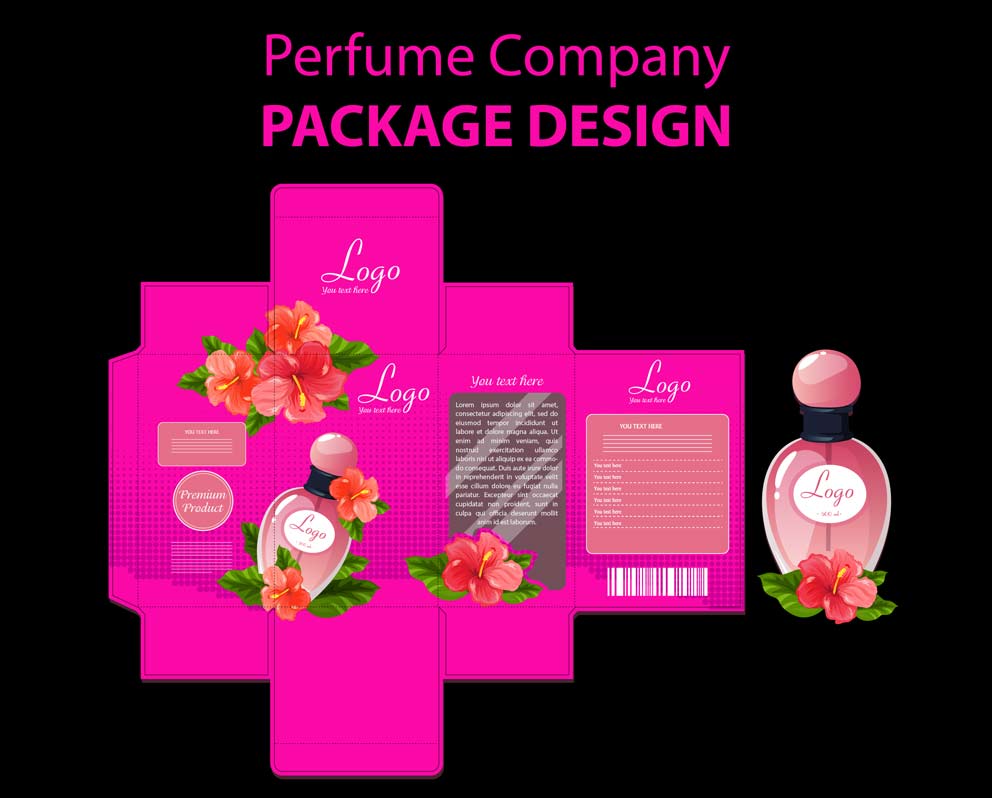 Perfume Company
PACKAGE DESIGN
Logo
You text here
Logo
You text here
YOU TEXT HERE
Premium
Product
Logo
You text here
Lorem ipsum dolor sit amet,
consectetur adipiscing elit, sed do
eiusmod tempor incididunt ut
labore et dolore magna aliqua. Ut
enim ad minim veniam, quis
nostrud exercitation ullamco
laboris nisi ut aliquip ex ea commo-
do consequat. Duis aute irure dolor
in reprehenderit in voluptate velit
esse cillum dolore eu fugiat nulla
pariatur. Excepteur sint occaecat
cupidatat non proident, sunt in
culpa qui officia deserunt mollit
anim id est laborum.
Logo
You text here
YOU TEXT HERE
You text here
You text here
You text here
You text here
You text here
You text here
Logo